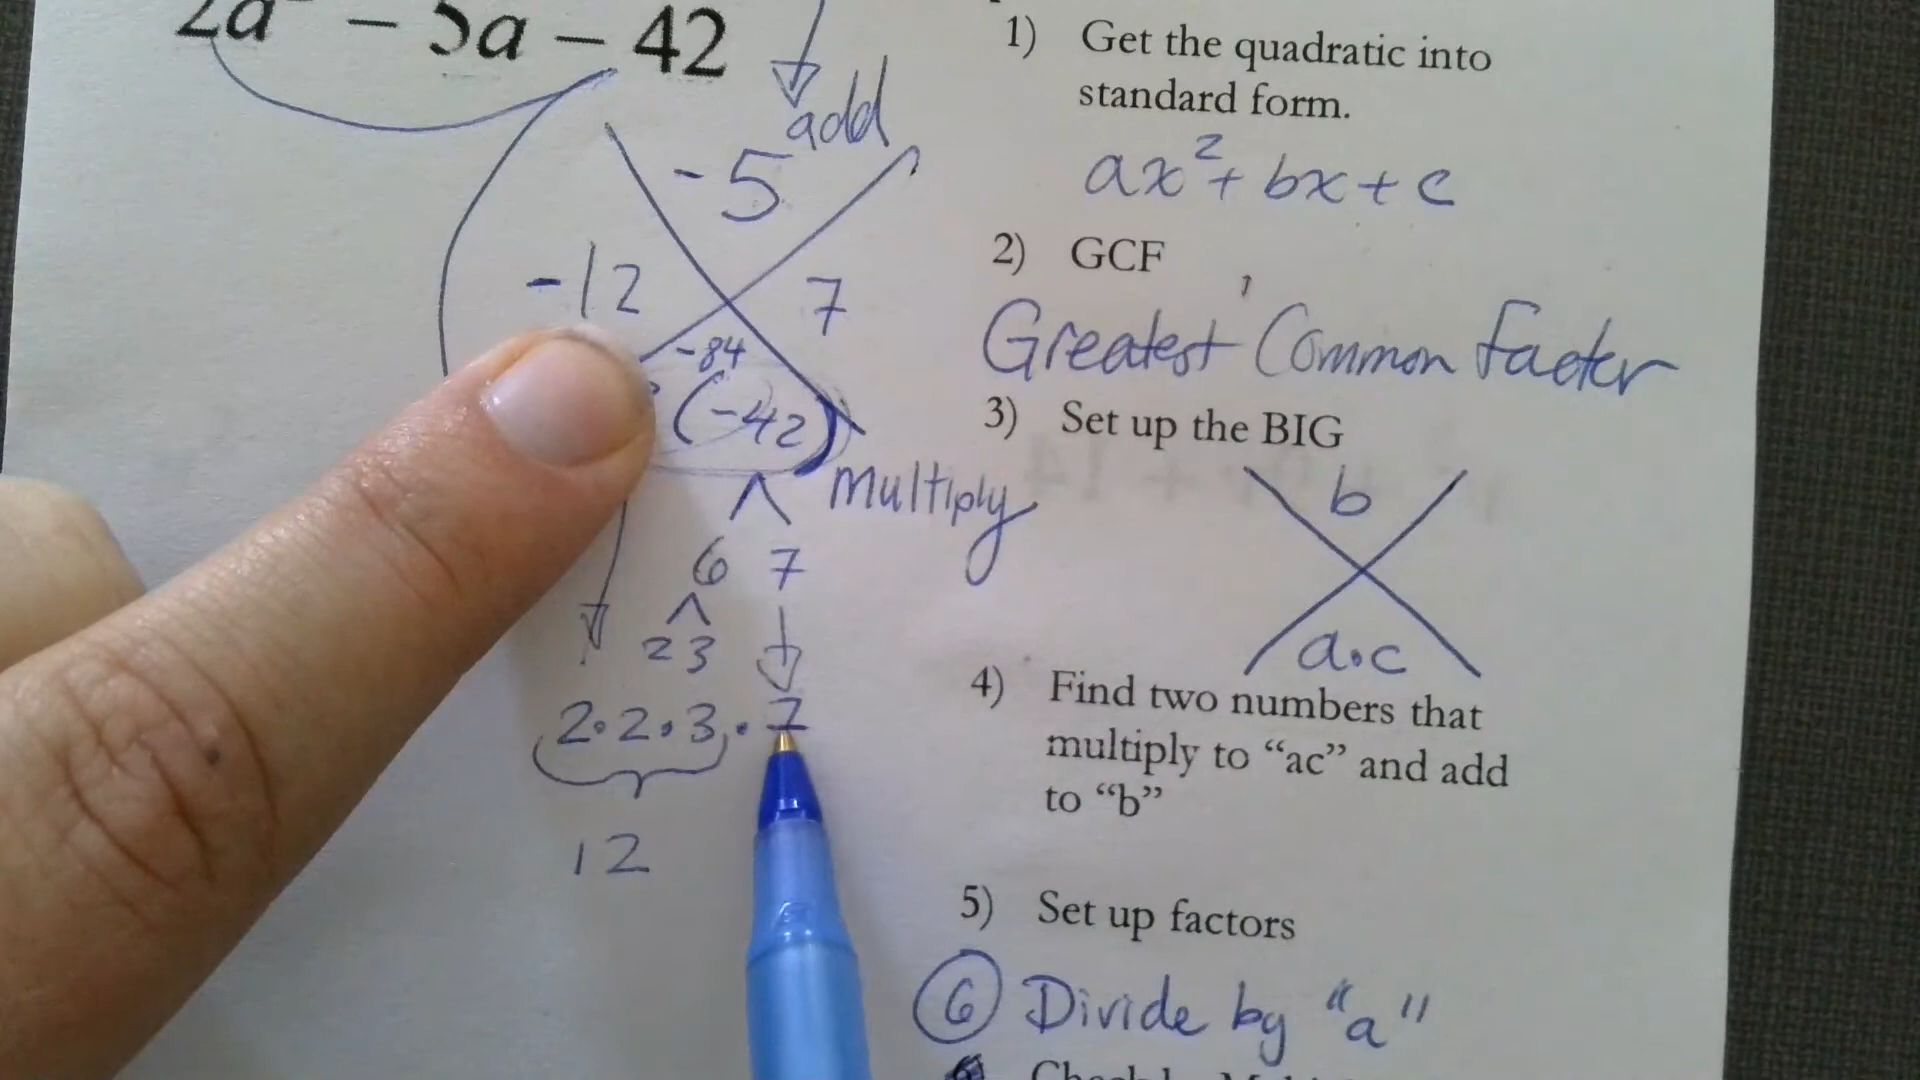 2a² − 5a − 42
add
-5
-12 7
-84
(-42)
Multiply
6 7
2 3
2·2·3·7
12
1) Get the quadratic into
standard form.
ax² + bx + c
2) GCF
Greatest Common Factor
3) Set up the BIG
b
a·c
4) Find two numbers that
multiply to “ac” and add
to “b”
5) Set up factors
6 Divide by "a"